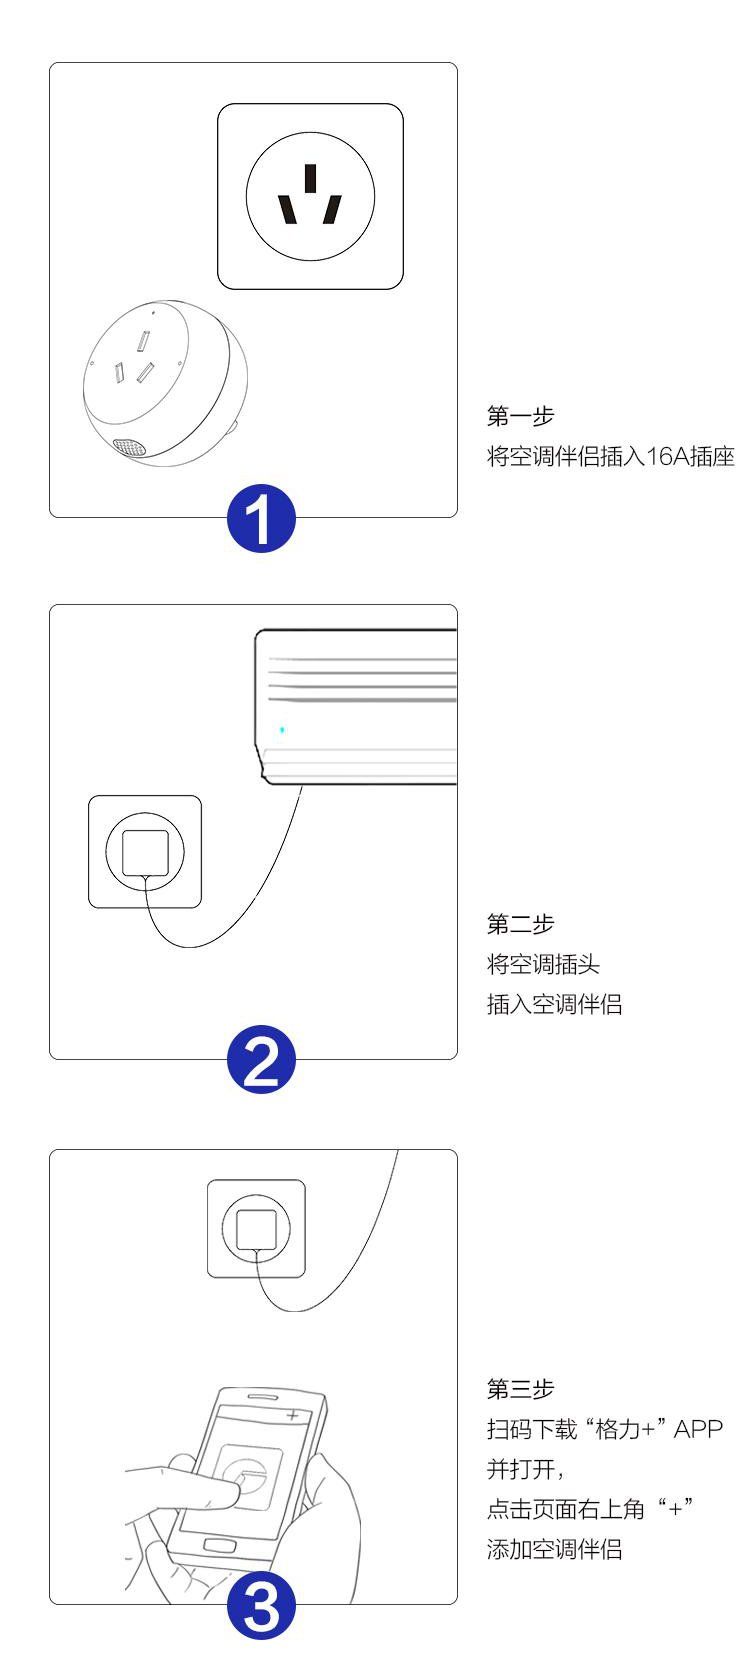 第一步
将空调伴侣插入16A插座
1
第二步
将空调插头
插入空调伴侣
2
第三步
扫码下载“格力+”APP
并打开，
点击页面右上角“+”
添加空调伴侣
3